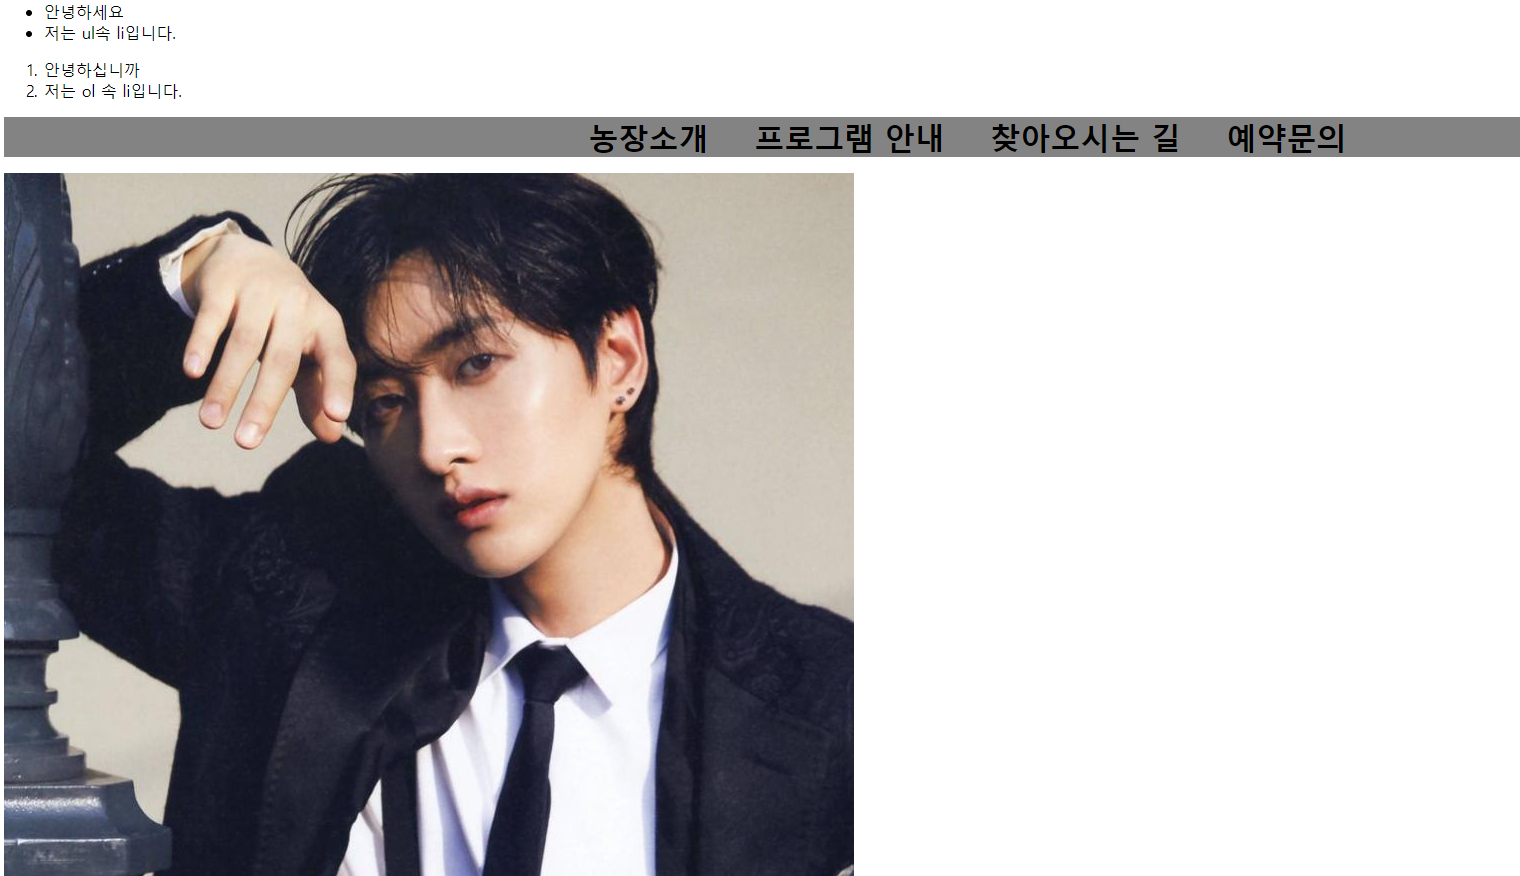 안녕하세요
저는 ul속 li입니다.
1. 안녕하십니까
2. 저는 ol 속 li입니다.
농장소개 프로그램 안내 찾아오시는 길 예약문의